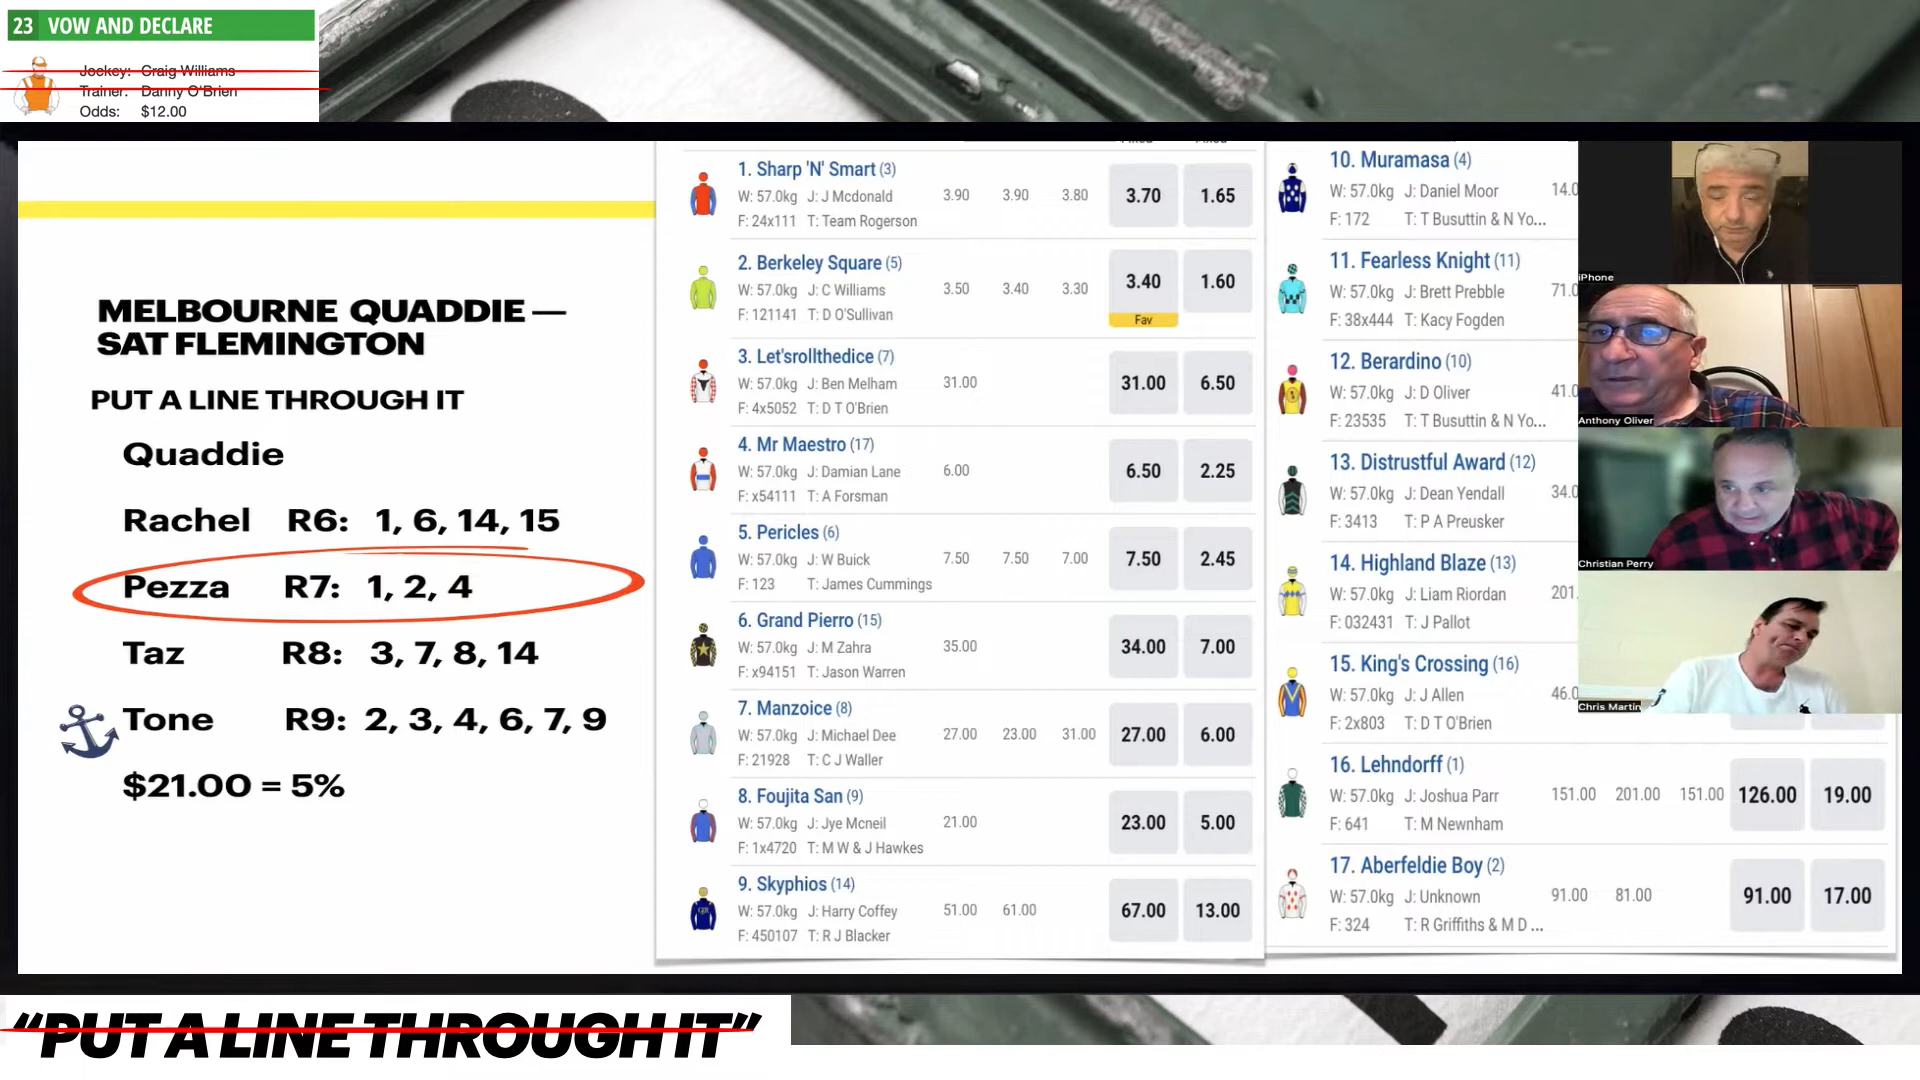 23 VOW AND DECLARE
Jockey: Craig Williams
Trainer: Danny O'Brien
Odds: $12.00
MELBOURNE QUADDIE —
SAT FLEMINGTON
PUT A LINE THROUGH IT
Quaddie
Rachel R6: 1, 6, 14, 15
Pezza R7: 1, 2, 4
Taz R8: 3, 7, 8, 14
Tone R9: 2, 3, 4, 6, 7, 9
$21.00 = 5%
1. Sharp 'N' Smart (3)
W: 57.0kg J: J Mcdonald 3.90 3.90 3.80 3.70 1.65
F: 24x111 T: Team Rogerson
2. Berkeley Square (5)
W: 57.0kg J: C Williams 3.50 3.40 3.30 3.40 1.60
F: 121141 T: D O'Sullivan
Fav
3. Let'srollthedice (7)
W: 57.0kg J: Ben Melham 31.00 31.00 6.50
F: 4x5052 T: D T O'Brien
4. Mr Maestro (17)
W: 57.0kg J: Damian Lane 6.00 6.50 2.25
F: x54111 T: A Forsman
5. Pericles (6)
W: 57.0kg J: W Buick 7.50 7.50 7.00 7.50 2.45
F: 123 T: James Cummings
6. Grand Pierro (15)
W: 57.0kg J: M Zahra 35.00 34.00 7.00
F: x94151 T: Jason Warren
7. Manzoice (8)
W: 57.0kg J: Michael Dee 27.00 23.00 31.00 27.00 6.00
F: 21928 T: C J Waller
8. Foujita San (9)
W: 57.0kg J: Jye Mcneil 21.00 23.00 5.00
F: 1x4720 T: M W & J Hawkes
9. Skyphios (14)
W: 57.0kg J: Harry Coffey 51.00 61.00 67.00 13.00
F: 450107 T: R J Blacker
10. Muramasa (4)
W: 57.0kg J: Daniel Moor 14.0
F: 172 T: T Busuttin & N Yo...
11. Fearless Knight (11)
W: 57.0kg J: Brett Prebble 71.0
F: 38x444 T: Kacy Fogden
12. Berardino (10)
W: 57.0kg J: D Oliver 41.0
F: 23535 T: T Busuttin & N Yo...
13. Distrustful Award (12)
W: 57.0kg J: Dean Yendall 34.0
F: 3413 T: P A Preusker
14. Highland Blaze (13)
W: 57.0kg J: Liam Riordan 201.
F: 032431 T: J Pallot
15. King's Crossing (16)
W: 57.0kg J: J Allen 46.0
F: 2x803 T: D T O'Brien
16. Lehndorff (1)
W: 57.0kg J: Joshua Parr 151.00 201.00 151.00 126.00 19.00
F: 641 T: M Newnham
17. Aberfeldie Boy (2)
W: 57.0kg J: Unknown 91.00 81.00 91.00 17.00
F: 324 T: R Griffiths & M D ...
iPhone
Anthony Oliver
Christian Perry
Chris Martin
"PUT A LINE THROUGH IT"